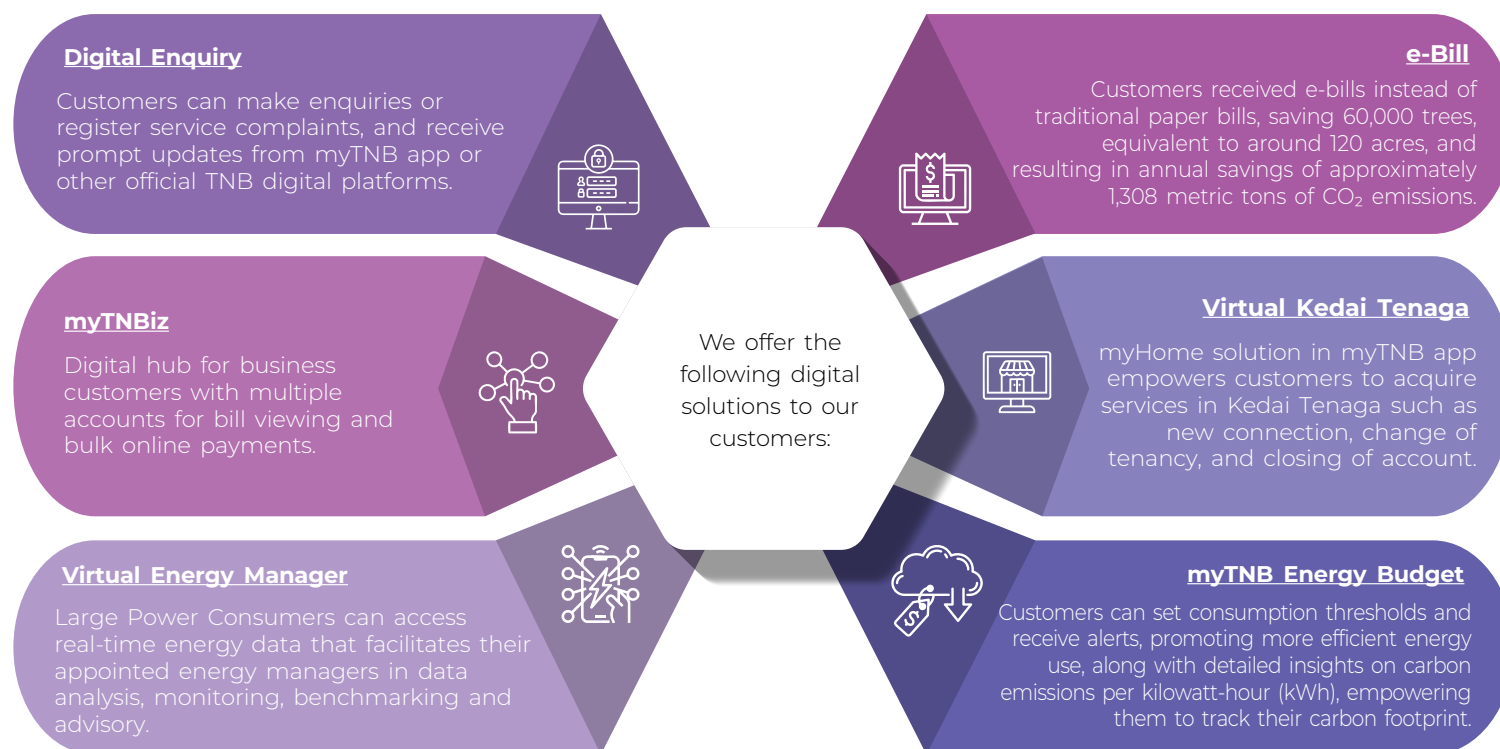 Digital Enquiry
Customers can make enquiries or
register service complaints, and receive
prompt updates from myTNB app or
other official TNB digital platforms.
myTNBiz
Digital hub for business
customers with multiple
accounts for bill viewing and
bulk online payments.
Virtual Energy Manager
Large Power Consumers can access
real-time energy data that facilitates their
appointed energy managers in data
analysis, monitoring, benchmarking and
advisory.
We offer the
following digital
solutions to our
customers:
e-Bill
Customers received e-bills instead of
traditional paper bills, saving 60,000 trees,
equivalent to around 120 acres, and
resulting in annual savings of approximately
1,308 metric tons of CO₂ emissions.
Virtual Kedai Tenaga
myHome solution in myTNB app
empowers customers to acquire
services in Kedai Tenaga such as
new connection, change of
tenancy, and closing of account.
myTNB Energy Budget
Customers can set consumption thresholds and
receive alerts, promoting more efficient energy
use, along with detailed insights on carbon
emissions per kilowatt-hour (kWh), empowering
them to track their carbon footprint.